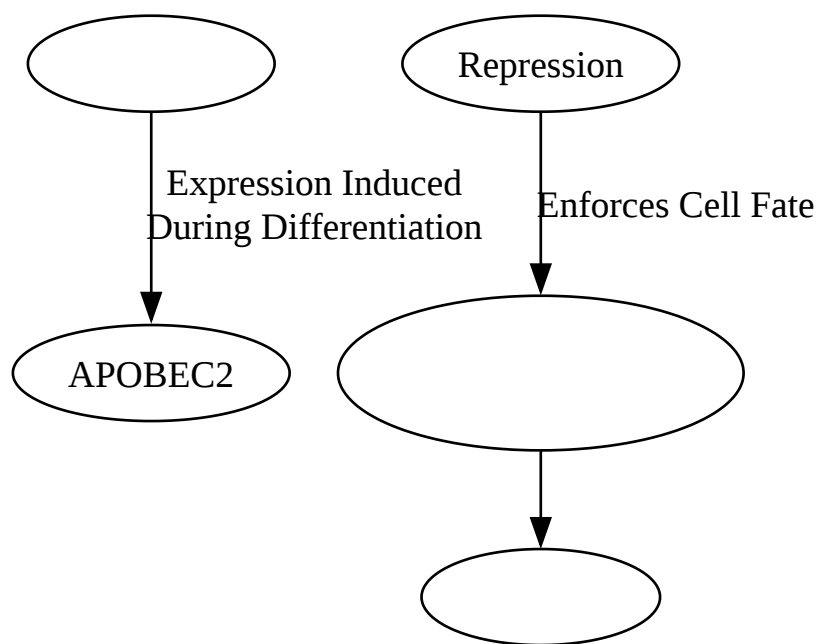 Repression
Expression Induced
During Differentiation
Enforces Cell Fate
APOBEC2